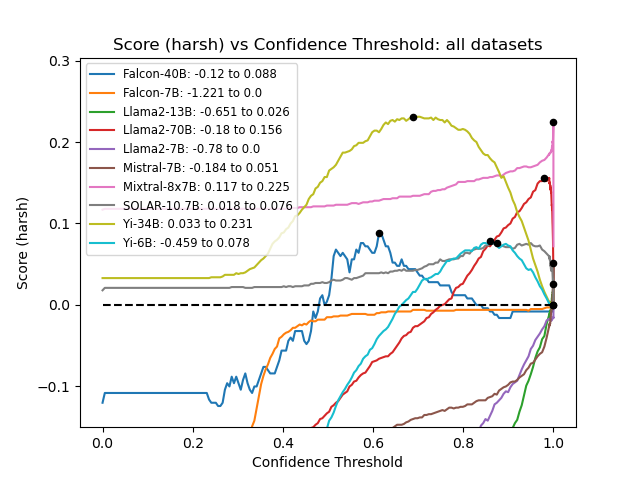 Score (harsh) vs Confidence Threshold: all datasets
0.3
0.2
0.1
0.0
−0.1
Score (harsh)
Falcon-40B: -0.12 to 0.088
Falcon-7B: -1.221 to 0.0
Llama2-13B: -0.651 to 0.026
Llama2-70B: -0.18 to 0.156
Llama2-7B: -0.78 to 0.0
Mistral-7B: -0.184 to 0.051
Mixtral-8x7B: 0.117 to 0.225
SOLAR-10.7B: 0.018 to 0.076
Yi-34B: 0.033 to 0.231
Yi-6B: -0.459 to 0.078
0.0 0.2 0.4 0.6 0.8 1.0
Confidence Threshold